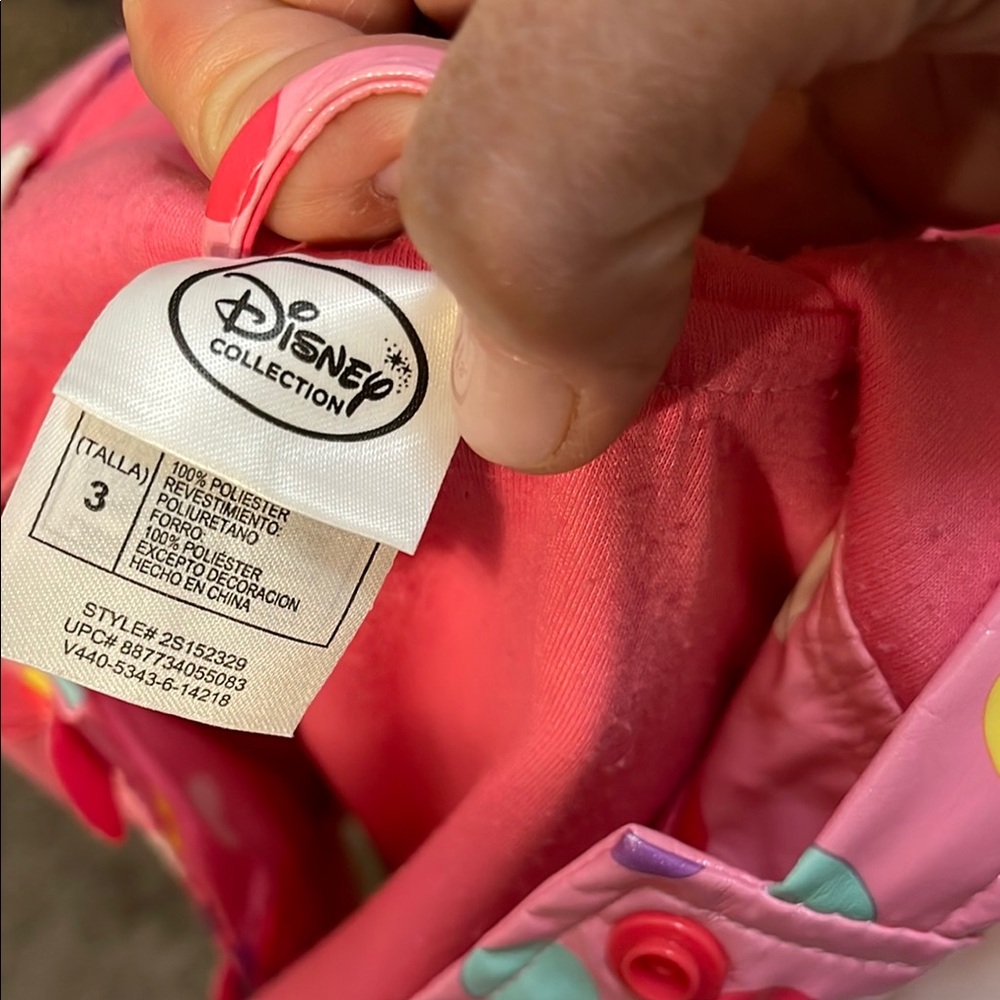 Disney
COLLECTION
(TALLA)
3
100% POLIESTER
REVESTIMIENTO:
POLIURETANO
FORRO:
100% POLIÉSTER
EXCEPTO DECORACION
HECHO EN CHINA
STYLE# 2S152329
UPC# 887734055083
V440-5343-6-14218